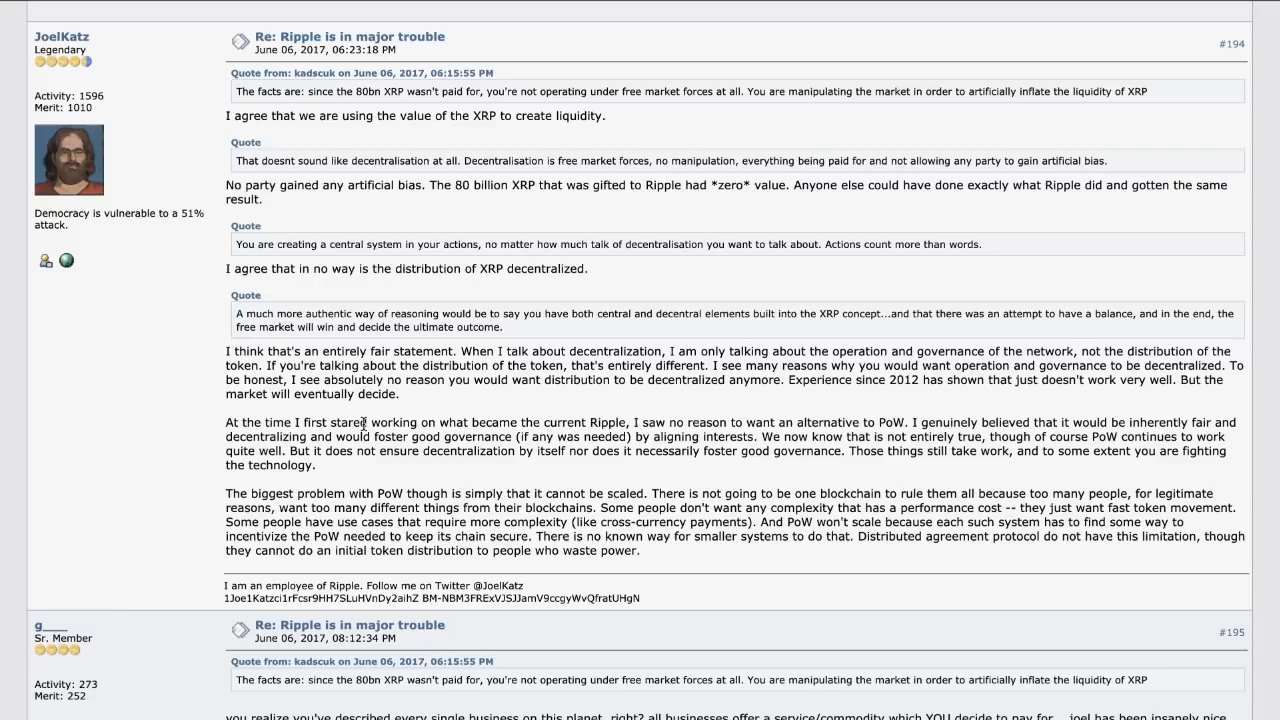 JoelKatz
Legendary
Activity: 1596
Merit: 1010
Democracy is vulnerable to a 51%
attack.
Re: Ripple is in major trouble
June 06, 2017, 06:23:18 PM
#194
Quote from: kadscuk on June 06, 2017, 06:15:55 PM
The facts are: since the 80bn XRP wasn't paid for, you're not operating under free market forces at all. You are manipulating the market in order to artificially inflate the liquidity of XRP
I agree that we are using the value of the XRP to create liquidity.
Quote
That doesnt sound like decentralisation at all. Decentralisation is free market forces, no manipulation, everything being paid for and not allowing any party to gain artificial bias.
No party gained any artificial bias. The 80 billion XRP that was gifted to Ripple had *zero* value. Anyone else could have done exactly what Ripple did and gotten the same
result.
Quote
You are creating a central system in your actions, no matter how much talk of decentralisation you want to talk about. Actions count more than words.
I agree that in no way is the distribution of XRP decentralized.
Quote
A much more authentic way of reasoning would be to say you have both central and decentral elements built into the XRP concept...and that there was an attempt to have a balance, and in the end, the
free market will win and decide the ultimate outcome.
I think that's an entirely fair statement. When I talk about decentralization, I am only talking about the operation and governance of the network, not the distribution of the
token. If you're talking about the distribution of the token, that's entirely different. I see many reasons why you would want operation and governance to be decentralized. To
be honest, I see absolutely no reason you would want distribution to be decentralized anymore. Experience since 2012 has shown that just doesn't work very well. But the
market will eventually decide.
At the time I first stared working on what became the current Ripple, I saw no reason to want an alternative to PoW. I genuinely believed that it would be inherently fair and
decentralizing and would foster good governance (if any was needed) by aligning interests. We now know that is not entirely true, though of course PoW continues to work
quite well. But it does not ensure decentralization by itself nor does it necessarily foster good governance. Those things still take work, and to some extent you are fighting
the technology.
The biggest problem with PoW though is simply that it cannot be scaled. There is not going to be one blockchain to rule them all because too many people, for legitimate
reasons, want too many different things from their blockchains. Some people don't want any complexity that has a performance cost -- they just want fast token movement.
Some people have use cases that require more complexity (like cross-currency payments). And PoW won't scale because each such system has to find some way to
incentivize the PoW needed to keep its chain secure. There is no known way for smaller systems to do that. Distributed agreement protocol do not have this limitation, though
they cannot do an initial token distribution to people who waste power.
I am an employee of Ripple. Follow me on Twitter @JoelKatz
1Joe1Katzci1rFcsr9HH7SLuHVnDy2aihZ BM-NBM3FRExVJSJJamV9ccgyWvQfratUHgN
g____
Sr. Member
Activity: 273
Merit: 252
Re: Ripple is in major trouble
June 06, 2017, 08:12:34 PM
#195
Quote from: kadscuk on June 06, 2017, 06:15:55 PM
The facts are: since the 80bn XRP wasn't paid for, you're not operating under free market forces at all. You are manipulating the market in order to artificially inflate the liquidity of XRP
you realize you've described every single business on this planet, right? all businesses offer a service/commodity which YOU decide to pay for... joel has been insanely nice